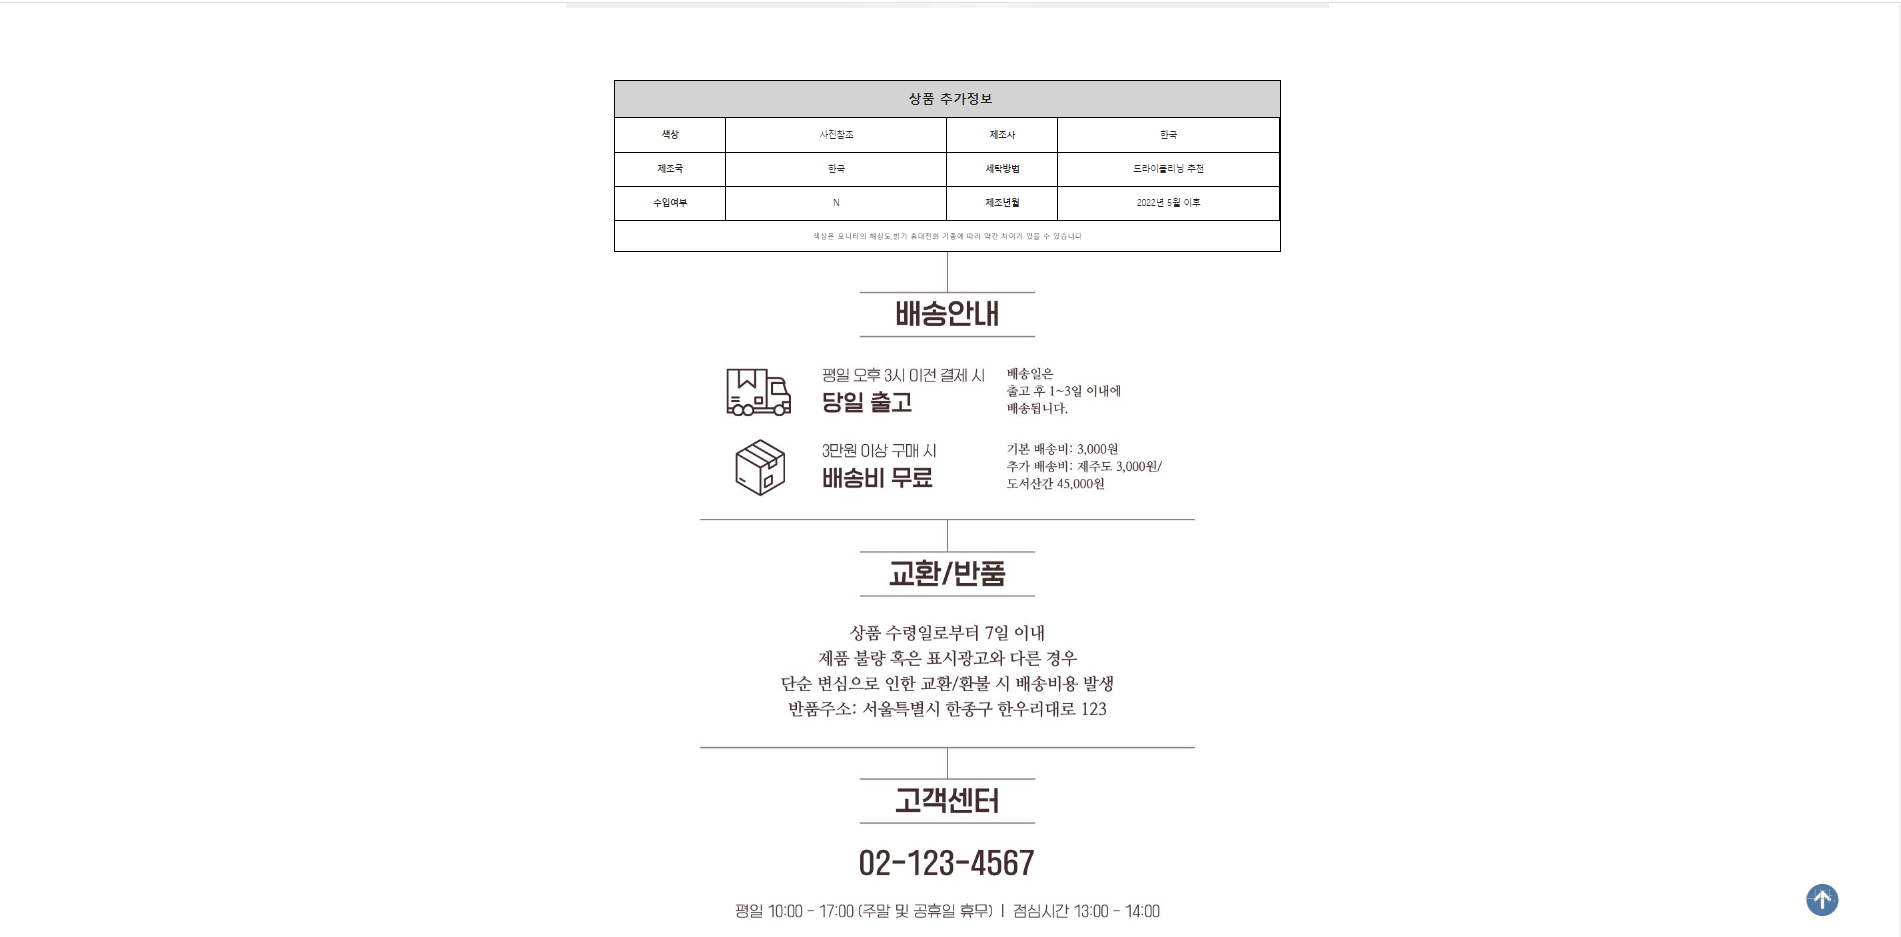 상품 추가정보
색상 사진참조 제조사 한국
제조국 한국 세탁방법 드라이클리닝 추천
수입여부 N 제조년월 2022년 5월 이후
색상은 모니터의 해상도,밝기 휴대전화 기종에 따라 약간 차이가 있을 수 있습니다
배송안내
평일 오후 3시 이전 결제 시
당일 출고
배송일은
출고 후 1~3일 이내에
배송됩니다.
3만원 이상 구매 시
배송비 무료
기본 배송비: 3,000원
추가 배송비: 제주도 3,000원/
도서산간 45,000원
교환/반품
상품 수령일로부터 7일 이내
제품 불량 혹은 표시광고와 다른 경우
단순 변심으로 인한 교환/환불 시 배송비용 발생
반품주소: 서울특별시 한종구 한우리대로 123
고객센터
02-123-4567
평일 10:00 - 17:00 (주말 및 공휴일 휴무) | 점심시간 13:00 - 14:00